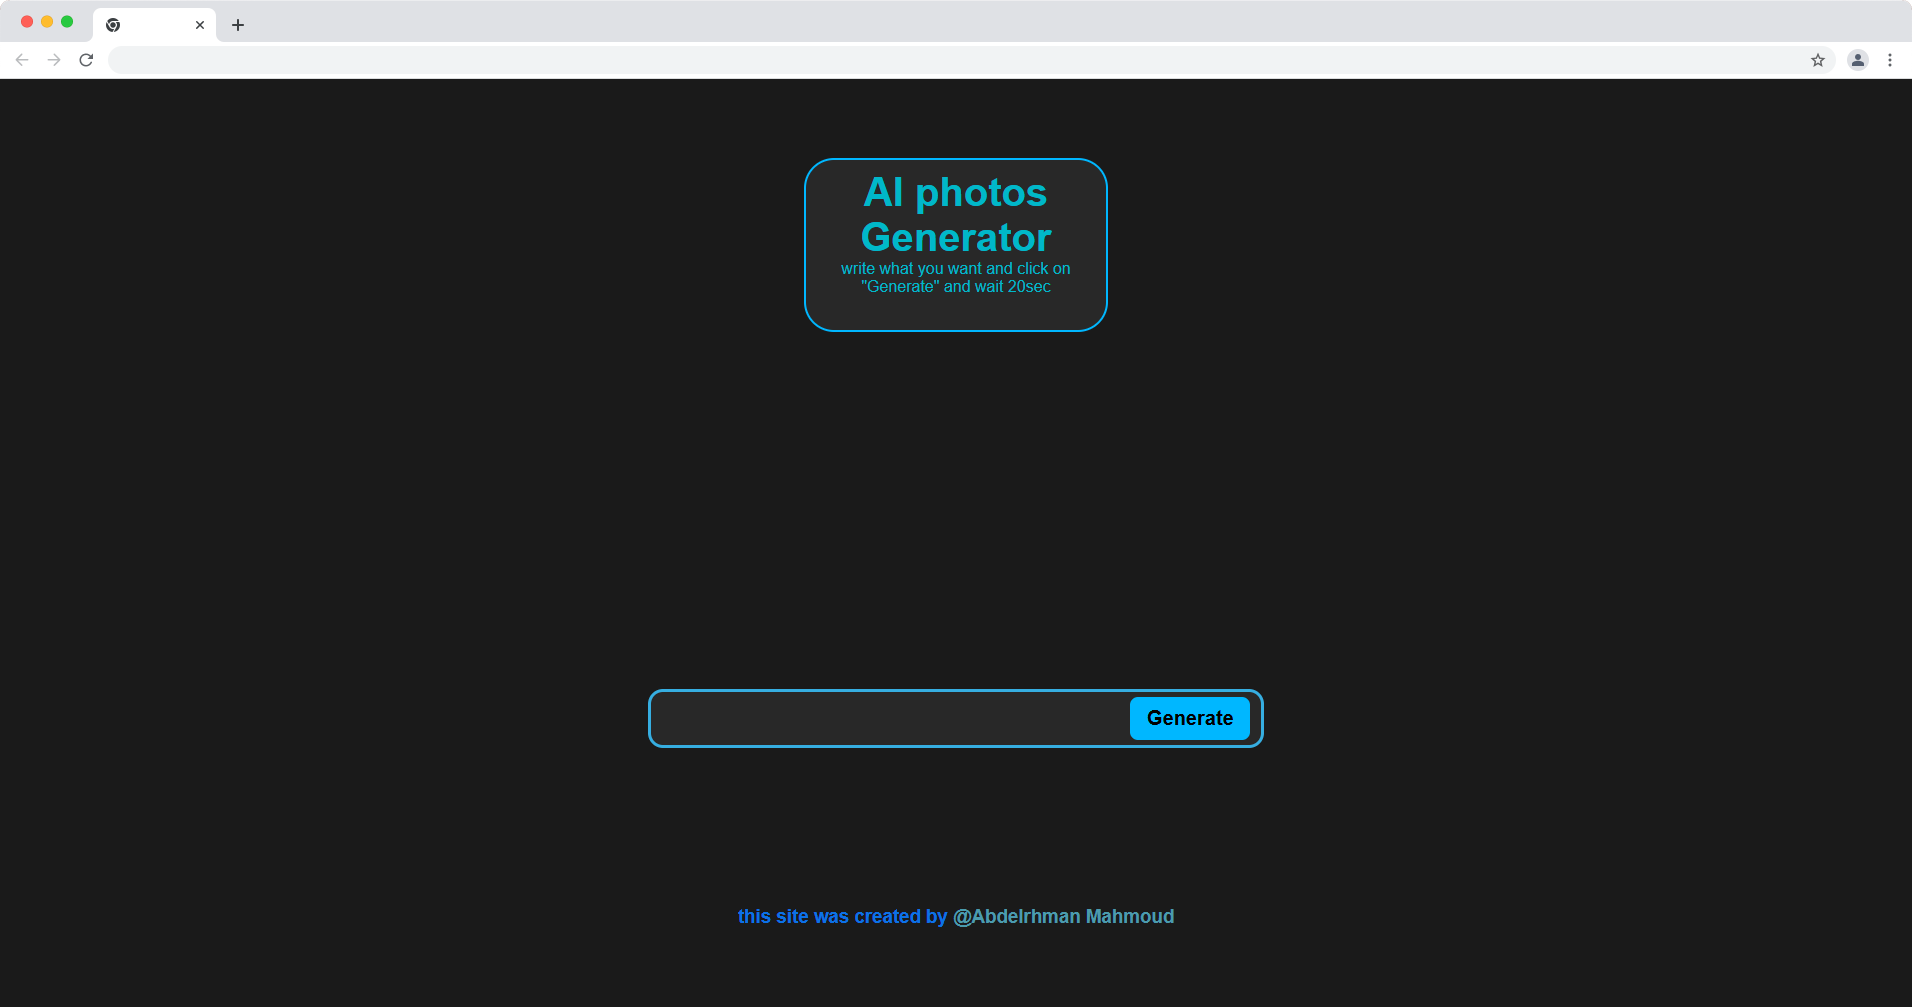 AI photos
Generator
write what you want and click on
"Generate" and wait 20sec
Generate
this site was created by @Abdelrhman Mahmoud